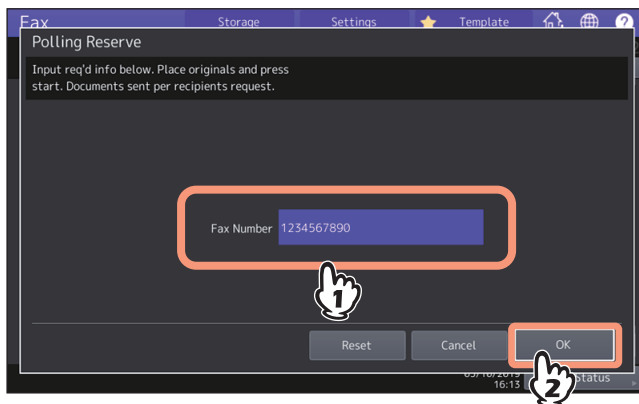 Fax Storage Settings Template ?
Polling Reserve
Input req'd info below. Place originals and press
start. Documents sent per recipients request.
Fax Number 1234567890
1
Reset Cancel OK
16:13 Status
2